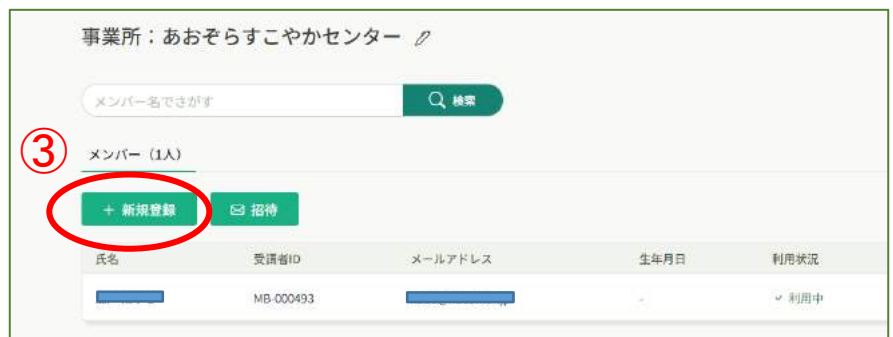 事業所：あおぞらすこやかセンター
メンバー名でさがす
検索
③
メンバー（1人）
＋ 新規登録
招待
氏名 受講者ID メールアドレス 生年月日 利用状況
MB-000493 - ✓ 利用中